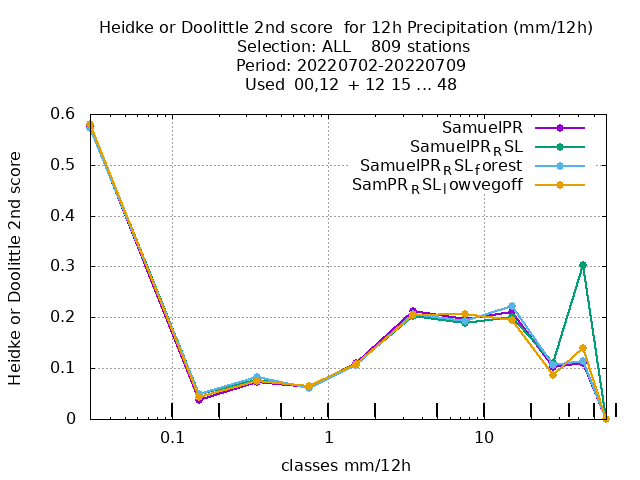 Heidke or Doolittle 2nd score  for 12h Precipitation (mm/12h)
Selection: ALL    809 stations
Period: 20220702-20220709
Used  00,12  + 12 15 ... 48
Heidke or Doolittle 2nd score
0.6
0.5
0.4
0.3
0.2
0.1
0
SamuelPR
SamuelPR_RSL
SamuelPR_RSL_forest
SamPR_RSL_lowvegoff
0.1 1 10
classes mm/12h